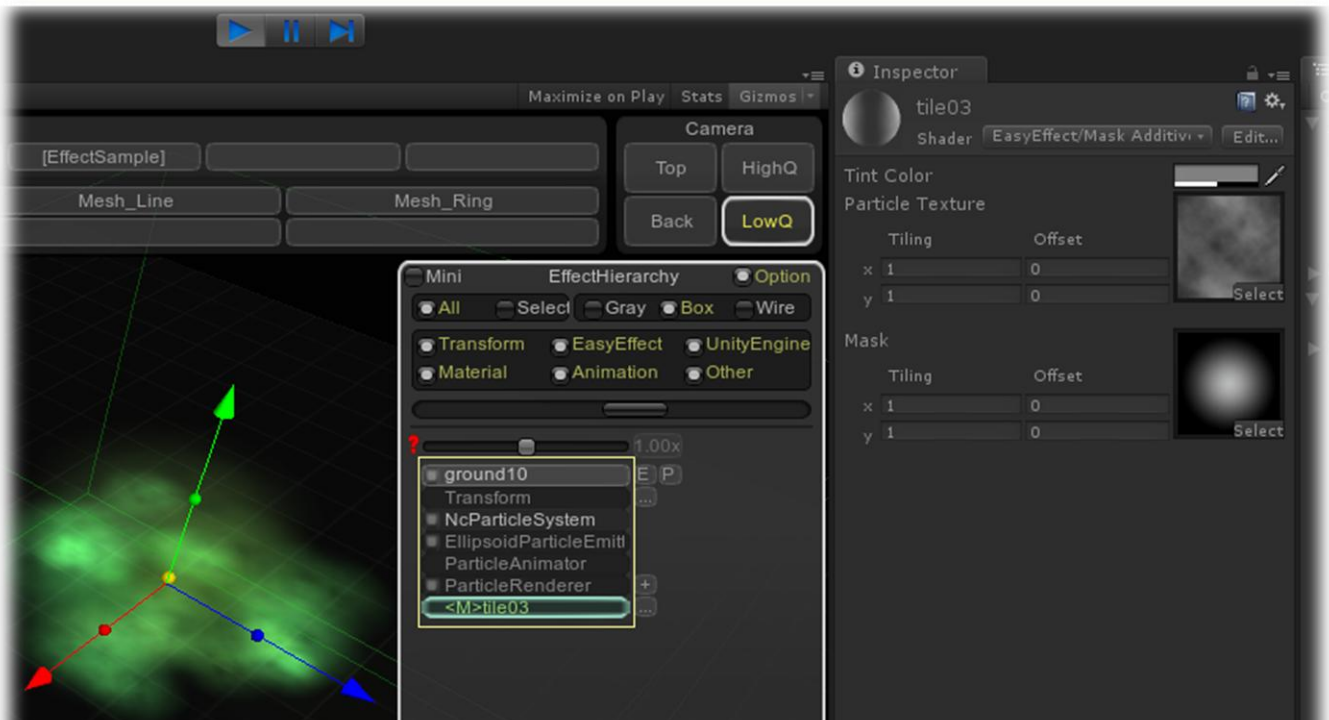 Inspector
Maximize on Play Stats Gizmos
tile03
Shader EasyEffect/Mask Additiv Edit...
[EffectSample]
Mesh_Line Mesh_Ring
Camera
Top HighQ
Back LowQ
Tint Color
Particle Texture
Tiling Offset
x 1 0
y 1 0
Select
Mask
Tiling Offset
x 1 0
y 1 0
Select
Mini EffectHierarchy Option
All Select Gray Box Wire
Transform EasyEffect UnityEngine
Material Animation Other
? 1.00x
ground10 E P
Transform ...
NcParticleSystem
EllipsoidParticleEmitt
ParticleAnimator
ParticleRenderer +
<M>tile03 ...